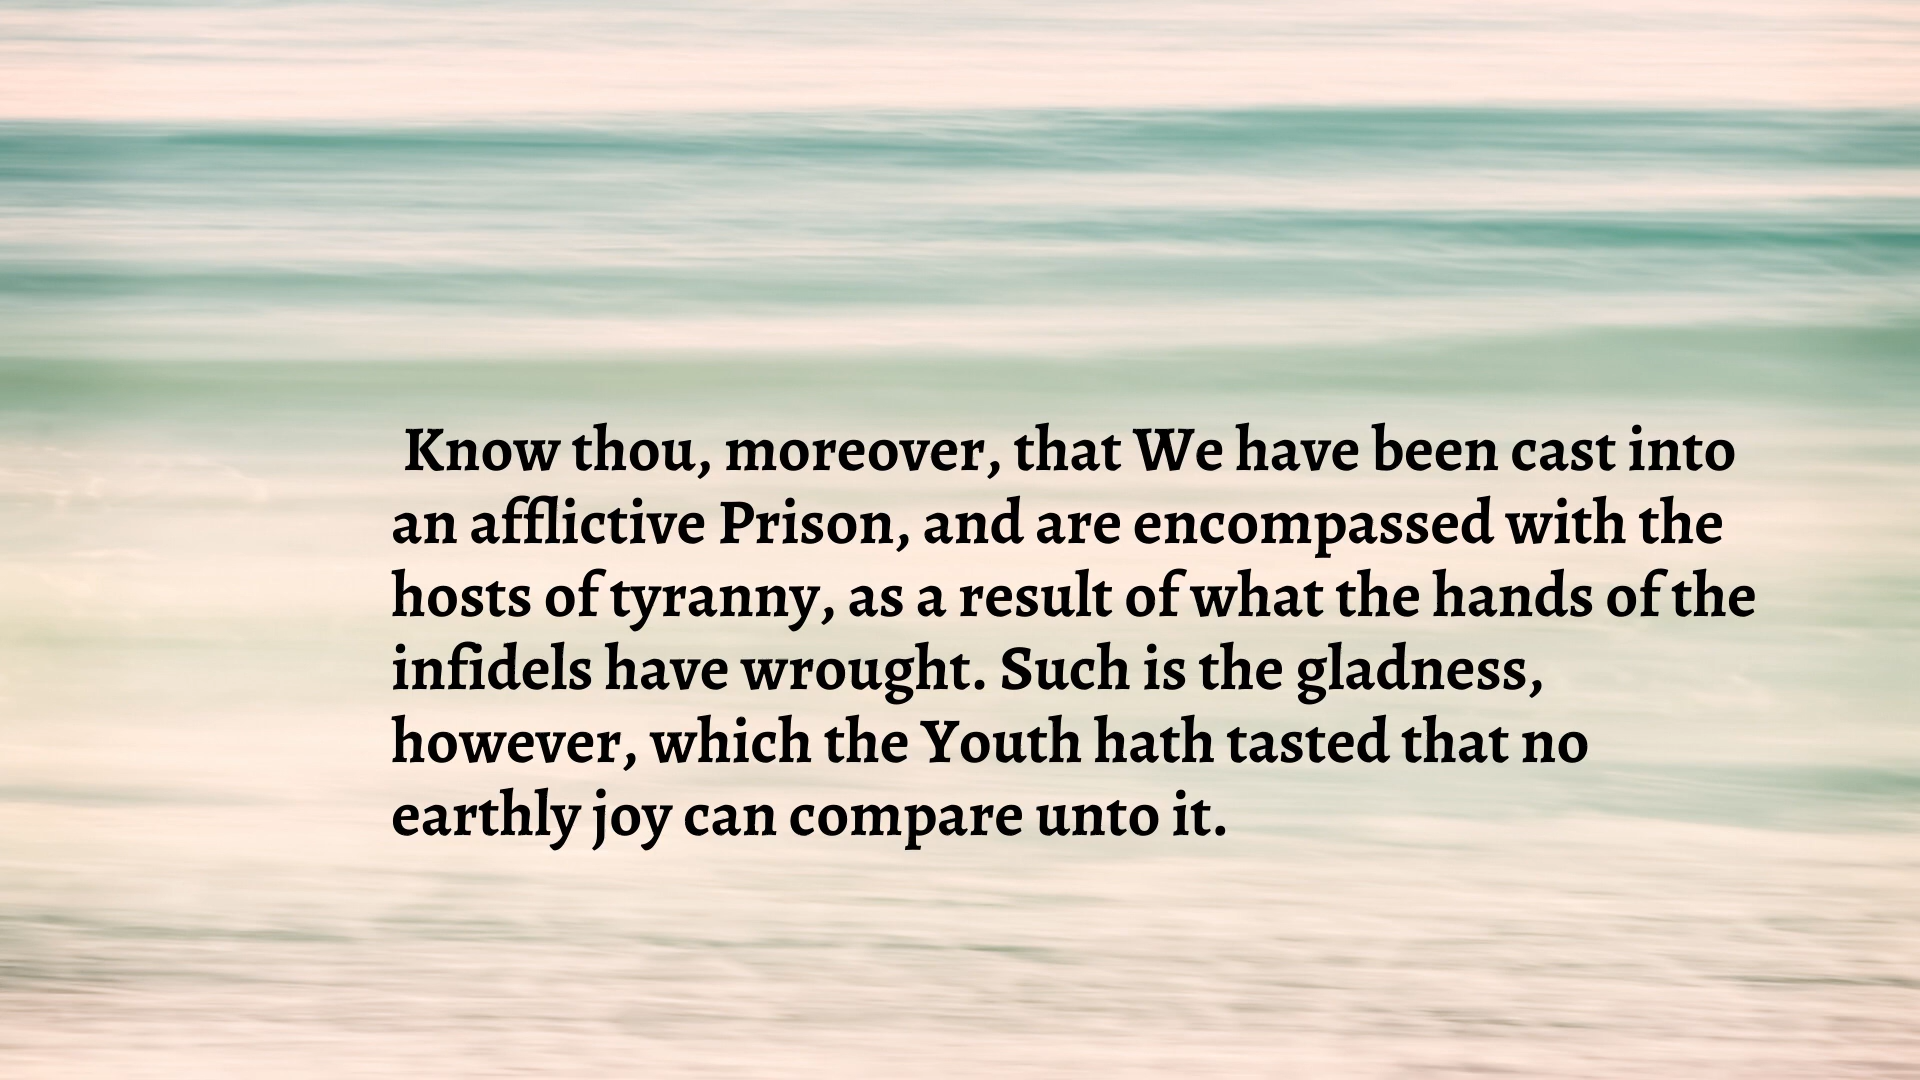 Know thou, moreover, that We have been cast into
an afflictive Prison, and are encompassed with the
hosts of tyranny, as a result of what the hands of the
infidels have wrought. Such is the gladness,
however, which the Youth hath tasted that no
earthly joy can compare unto it.